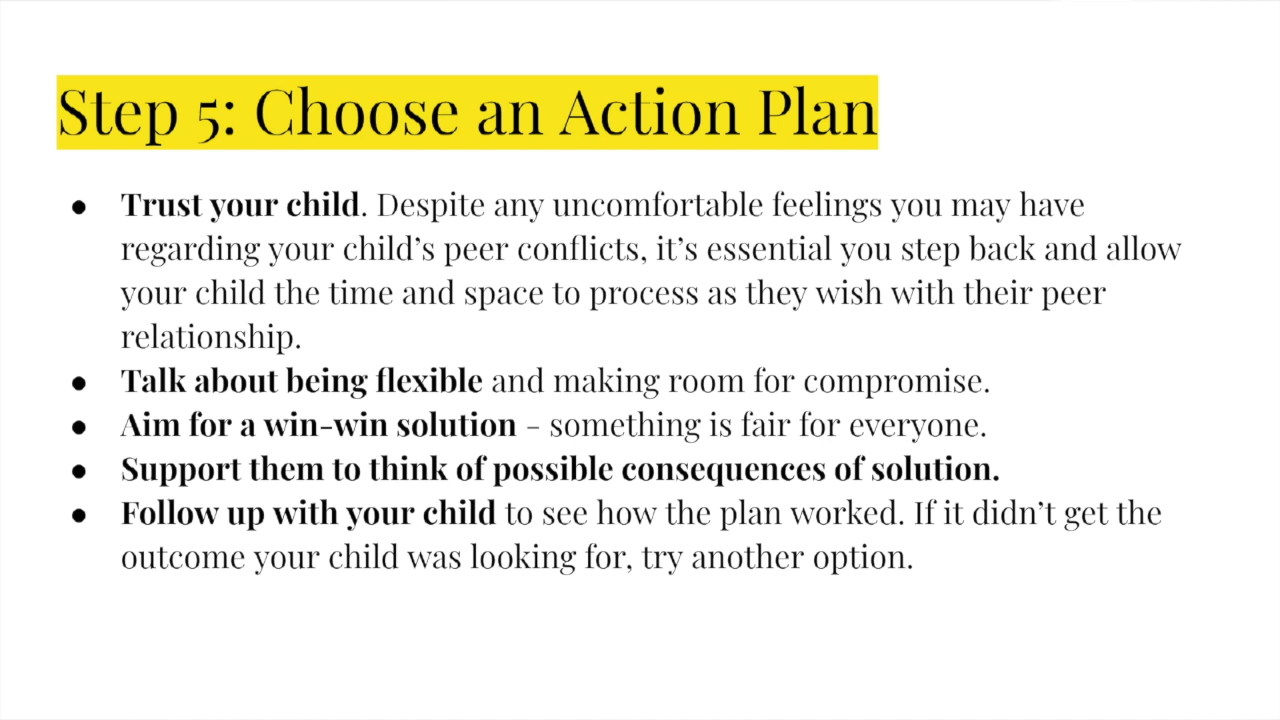 Step 5: Choose an Action Plan
● Trust your child. Despite any uncomfortable feelings you may have
regarding your child’s peer conflicts, it’s essential you step back and allow
your child the time and space to process as they wish with their peer
relationship.
● Talk about being flexible and making room for compromise.
● Aim for a win-win solution – something is fair for everyone.
● Support them to think of possible consequences of solution.
● Follow up with your child to see how the plan worked. If it didn’t get the
outcome your child was looking for, try another option.